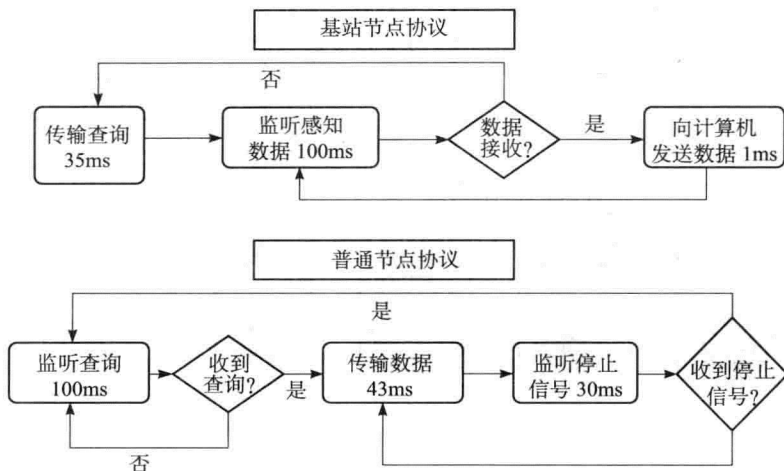 基站节点协议
否
传输查询
35ms
监听感知
数据 100ms
数据
接收?
是
向计算机
发送数据 1ms
普通节点协议
是
监听查询
100ms
收到
查询?
是
传输数据
43ms
监听停止
信号 30ms
收到停止
信号?
否